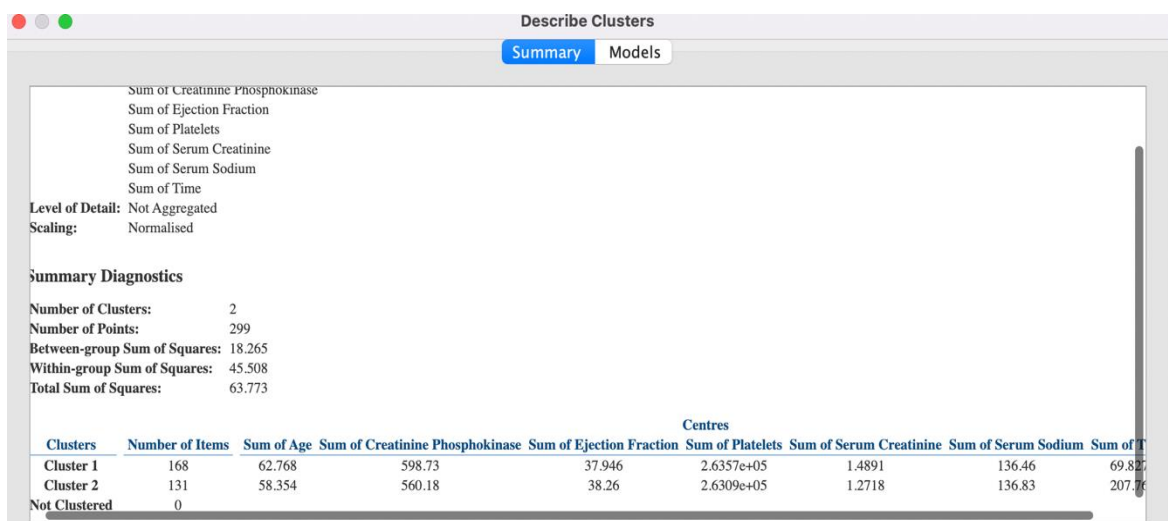 Describe Clusters
Summary Models
Sum of Creatinine Phosphokinase
Sum of Ejection Fraction
Sum of Platelets
Sum of Serum Creatinine
Sum of Serum Sodium
Sum of Time
Level of Detail: Not Aggregated
Scaling: Normalised
Summary Diagnostics
Number of Clusters: 2
Number of Points: 299
Between-group Sum of Squares: 18.265
Within-group Sum of Squares: 45.508
Total Sum of Squares: 63.773
Centres
Clusters Number of Items Sum of Age Sum of Creatinine Phosphokinase Sum of Ejection Fraction Sum of Platelets Sum of Serum Creatinine Sum of Serum Sodium Sum of T
Cluster 1 168 62.768 598.73 37.946 2.6357e+05 1.4891 136.46 69.827
Cluster 2 131 58.354 560.18 38.26 2.6309e+05 1.2718 136.83 207.76
Not Clustered 0